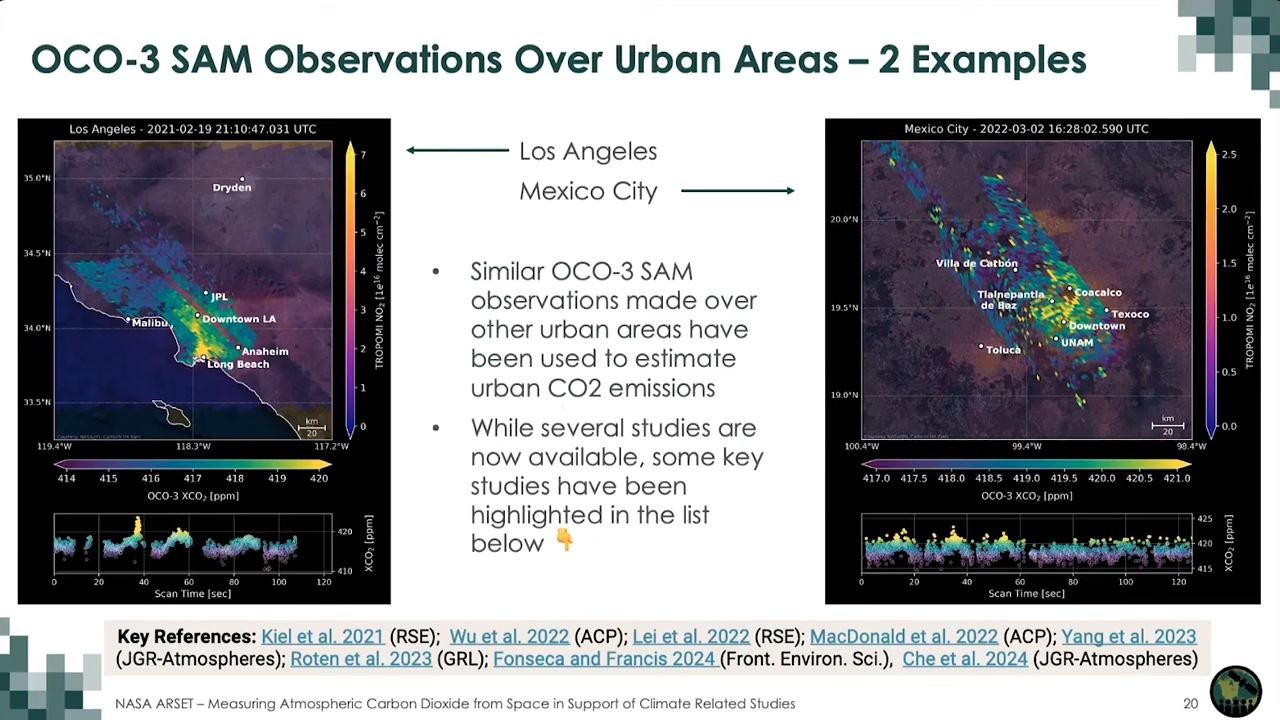 OCO-3 SAM Observations Over Urban Areas – 2 Examples
Los Angeles - 2021-02-19 21:10:47.031 UTC
35.0°N
34.5°N
34.0°N
33.5°N
Dryden
JPL
Downtown LA
Malibu
Anaheim
Long Beach
km
20
119.4°W 118.3°W 117.2°W
7
6
5
4
3
2
1
0
TROPOMI NO₂ [1e¹⁶ molec cm⁻²]
414 415 416 417 418 419 420
OCO-3 XCO₂ [ppm]
420
410
XCO₂ [ppm]
0 20 40 60 80 100 120
Scan Time [sec]
Los Angeles
Mexico City
• Similar OCO-3 SAM
observations made over
other urban areas have
been used to estimate
urban CO2 emissions
• While several studies are
now available, some key
studies have been
highlighted in the list
below 👇
Mexico City - 2022-03-02 16:28:02.590 UTC
20.0°N
19.5°N
19.0°N
Villa de Carbón
Tlalnepantla
de Baz
Coacalco
Texcoco
Downtown
UNAM
Toluca
km
20
100.4°W 99.4°W 98.4°W
2.5
2.0
1.5
1.0
0.5
0.0
TROPOMI NO₂ [1e¹⁶ molec cm⁻²]
417.0 417.5 418.0 418.5 419.0 419.5 420.0 420.5 421.0
OCO-3 XCO₂ [ppm]
425
420
415
XCO₂ [ppm]
0 20 40 60 80 100 120
Scan Time [sec]
Key References: Kiel et al. 2021 (RSE); Wu et al. 2022 (ACP); Lei et al. 2022 (RSE); MacDonald et al. 2022 (ACP); Yang et al. 2023
(JGR-Atmospheres); Roten et al. 2023 (GRL); Fonseca and Francis 2024 (Front. Environ. Sci.), Che et al. 2024 (JGR-Atmospheres)
NASA ARSET – Measuring Atmospheric Carbon Dioxide from Space in Support of Climate Related Studies
20